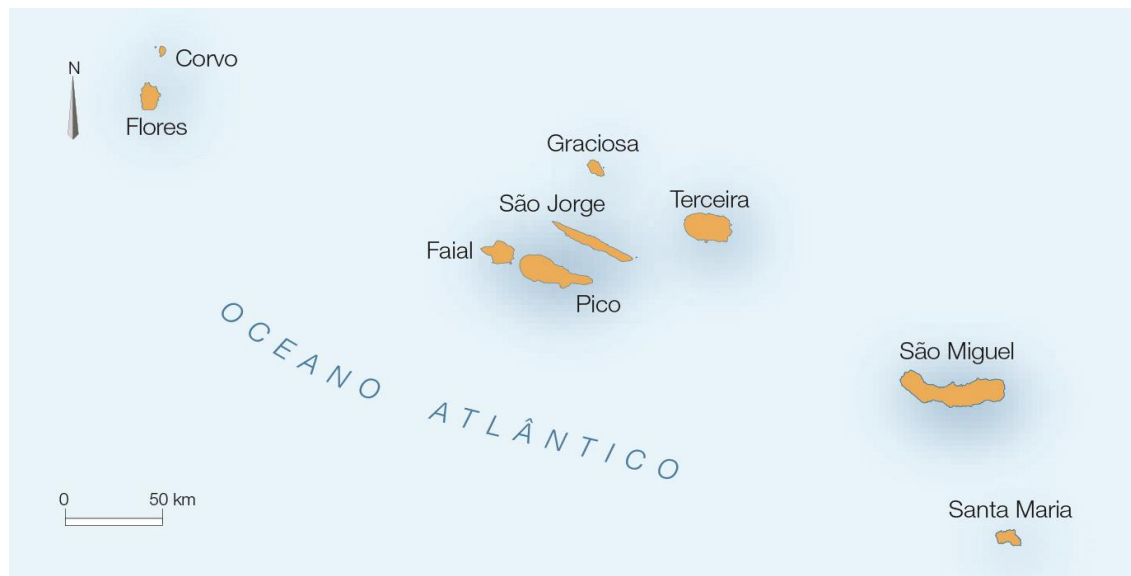 Corvo
N
Flores
Graciosa
Terceira
São Jorge
Faial
Pico
OCEANO ATLÂNTICO
São Miguel
0 50 km
Santa Maria